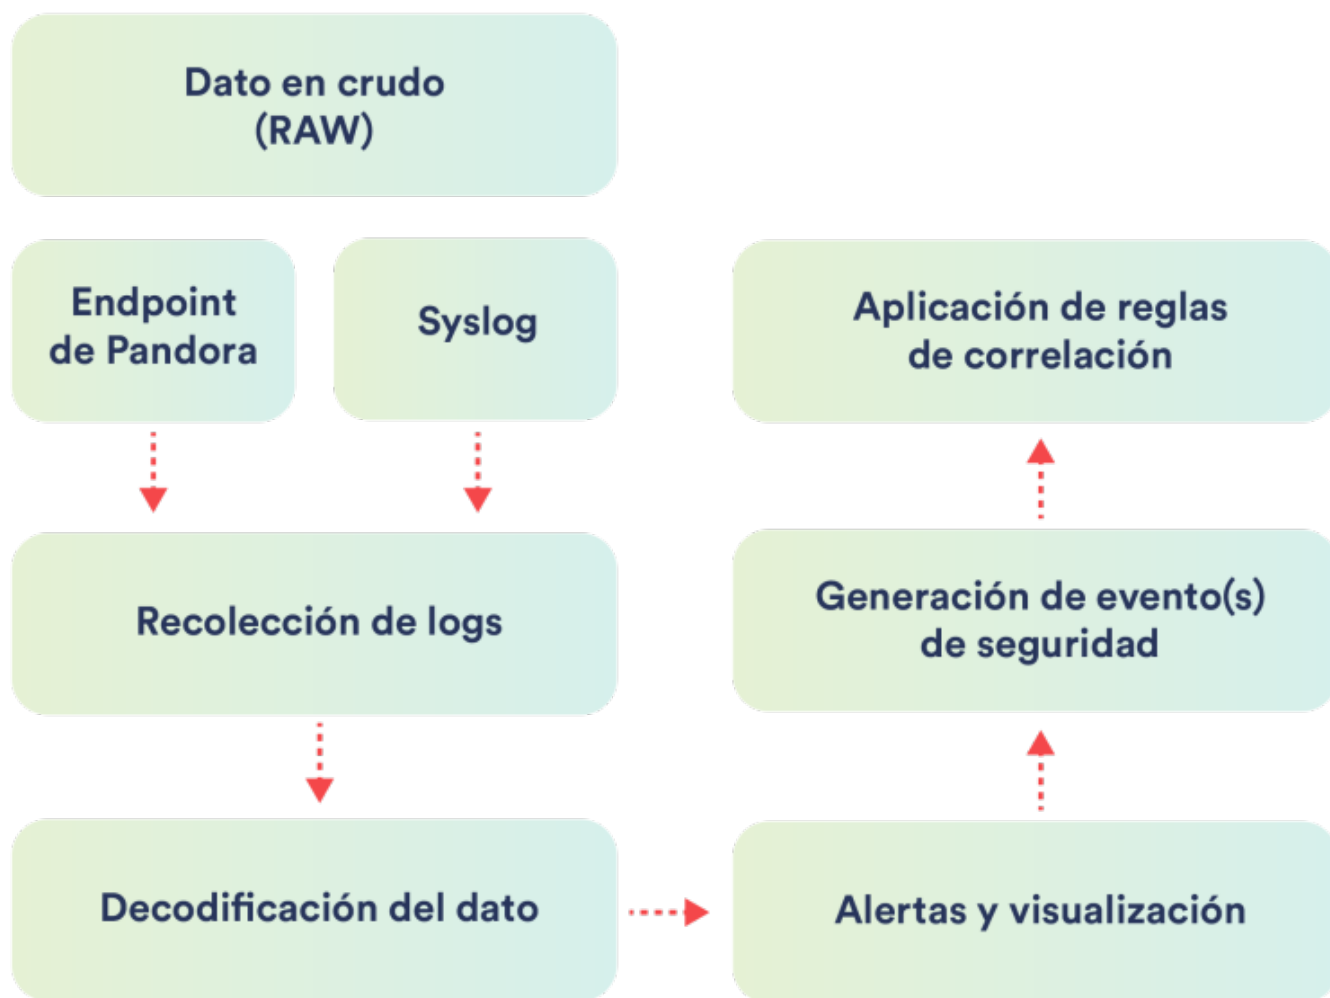 Dato en crudo
(RAW)
Endpoint
de Pandora
Syslog
Recolección de logs
Decodificación del dato
Alertas y visualización
Generación de evento(s)
de seguridad
Aplicación de reglas
de correlación